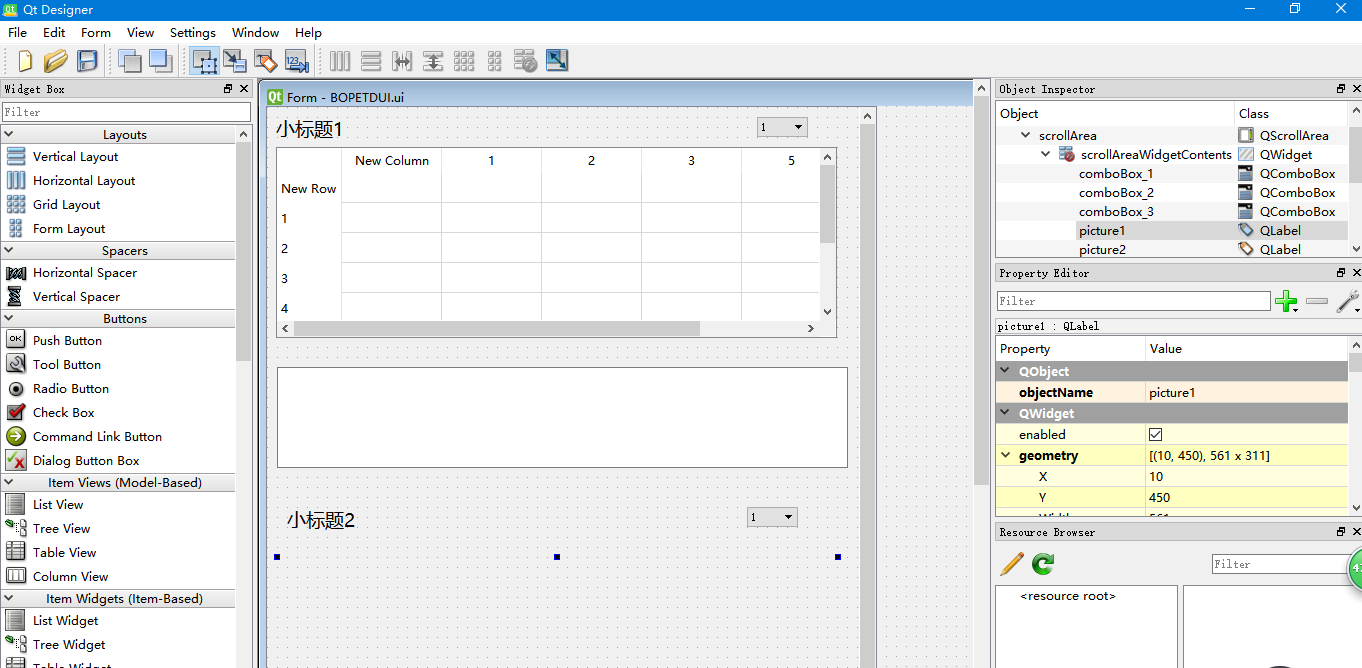 Qt Designer
File Edit Form View Settings Window Help
Widget Box
Filter
Layouts
Vertical Layout
Horizontal Layout
Grid Layout
Form Layout
Spacers
Horizontal Spacer
Vertical Spacer
Buttons
OK Push Button
Tool Button
Radio Button
Check Box
Command Link Button
Dialog Button Box
Item Views (Model-Based)
List View
Tree View
Table View
Column View
Item Widgets (Item-Based)
List Widget
Tree Widget
Table Widget
Qt Form - BOPETDUI.ui
小标题1 1
New Column 1 2 3 5
New Row
1
2
3
4
小标题2 1
Object Inspector
Object Class
scrollArea QScrollArea
scrollAreaWidgetContents QWidget
comboBox_1 QComboBox
comboBox_2 QComboBox
comboBox_3 QComboBox
picture1 QLabel
picture2 QLabel
Property Editor
Filter
picture1 : QLabel
Property Value
QObject
objectName picture1
QWidget
enabled
geometry [(10, 450), 561 x 311]
X 10
Y 450
Width 561
Resource Browser
Filter
<resource root>